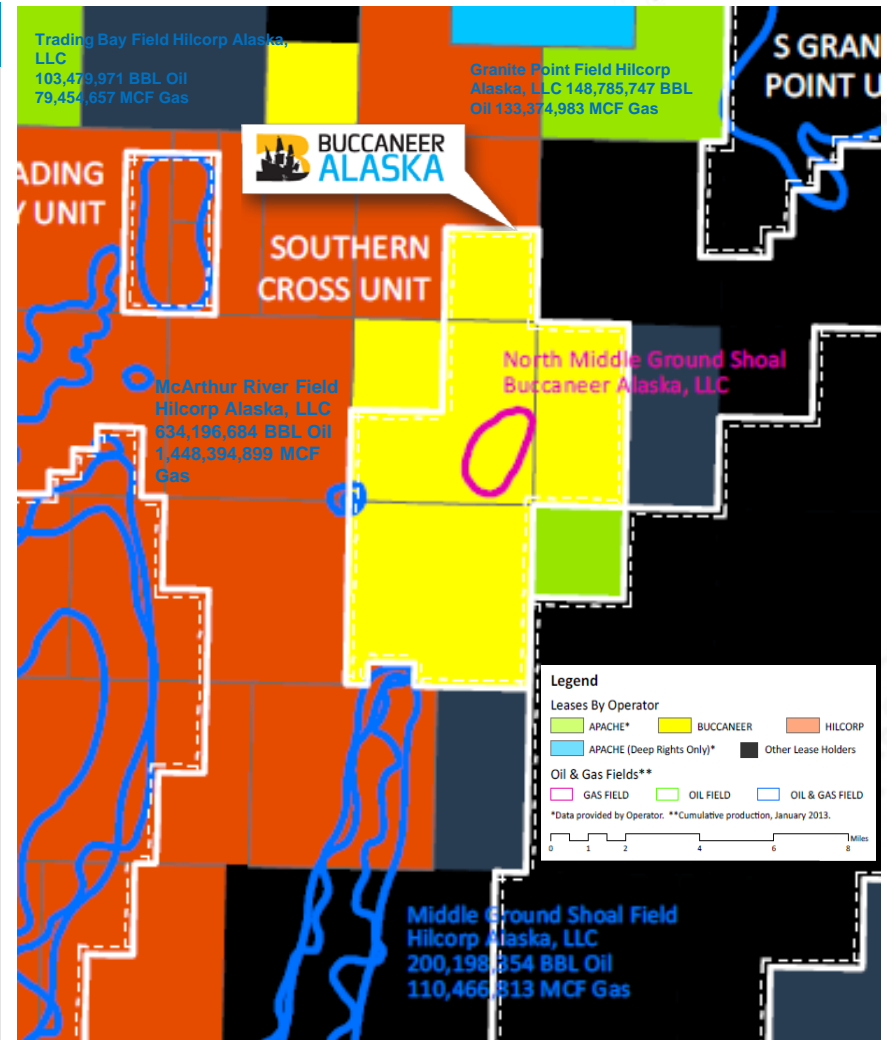 Trading Bay Field Hilcorp Alaska,
LLC
103,479,971 BBL Oil
79,454,657 MCF Gas
Granite Point Field Hilcorp
Alaska, LLC 148,785,747 BBL
Oil 133,374,983 MCF Gas
S GRAN
POINT U
BUCCANEER
ALASKA
ADING
Y UNIT
SOUTHERN
CROSS UNIT
North Middle Ground Shoal
Buccaneer Alaska, LLC
McArthur River Field
Hilcorp Alaska, LLC
634,196,684 BBL Oil
1,448,394,899 MCF
Gas
Legend
Leases By Operator
APACHE* BUCCANEER HILCORP
APACHE (Deep Rights Only)* Other Lease Holders
Oil & Gas Fields**
GAS FIELD OIL FIELD OIL & GAS FIELD
*Data provided by Operator. **Cumulative production, January 2013.
Miles
0 1 2 4 6 8
Middle Ground Shoal Field
Hilcorp Alaska, LLC
200,198,354 BBL Oil
110,466,813 MCF Gas